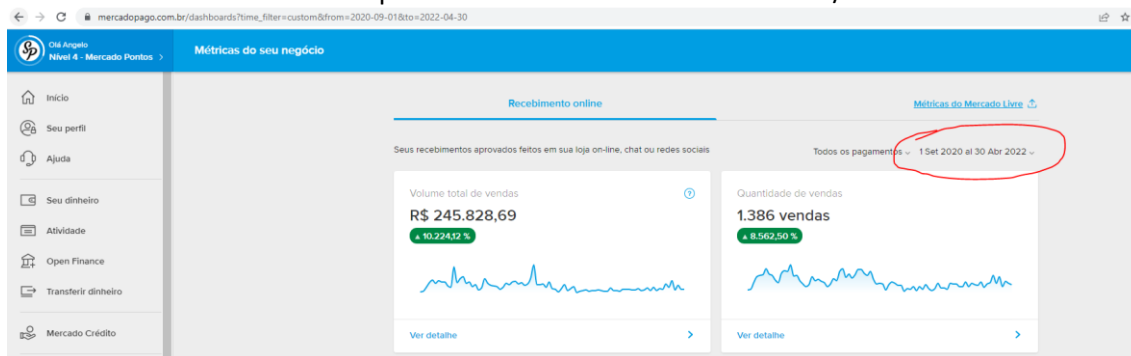 mercadopago.com.br/dashboards?time_filter=custom&from=2020-09-01&to=2022-04-30
SP
Olá Angelo
Nível 4 - Mercado Pontos >
Métricas do seu negócio
Início
Seu perfil
Ajuda
Seu dinheiro
Atividade
Open Finance
Transferir dinheiro
Mercado Crédito
Recebimento online
Métricas do Mercado Livre
Seus recebimentos aprovados feitos em sua loja on-line, chat ou redes sociais
Todos os pagamentos
1 Set 2020 al 30 Abr 2022
Volume total de vendas
?
R$ 245.828,69
10.224,12 %
Ver detalhe >
Quantidade de vendas
1.386 vendas
8.562,50 %
Ver detalhe >